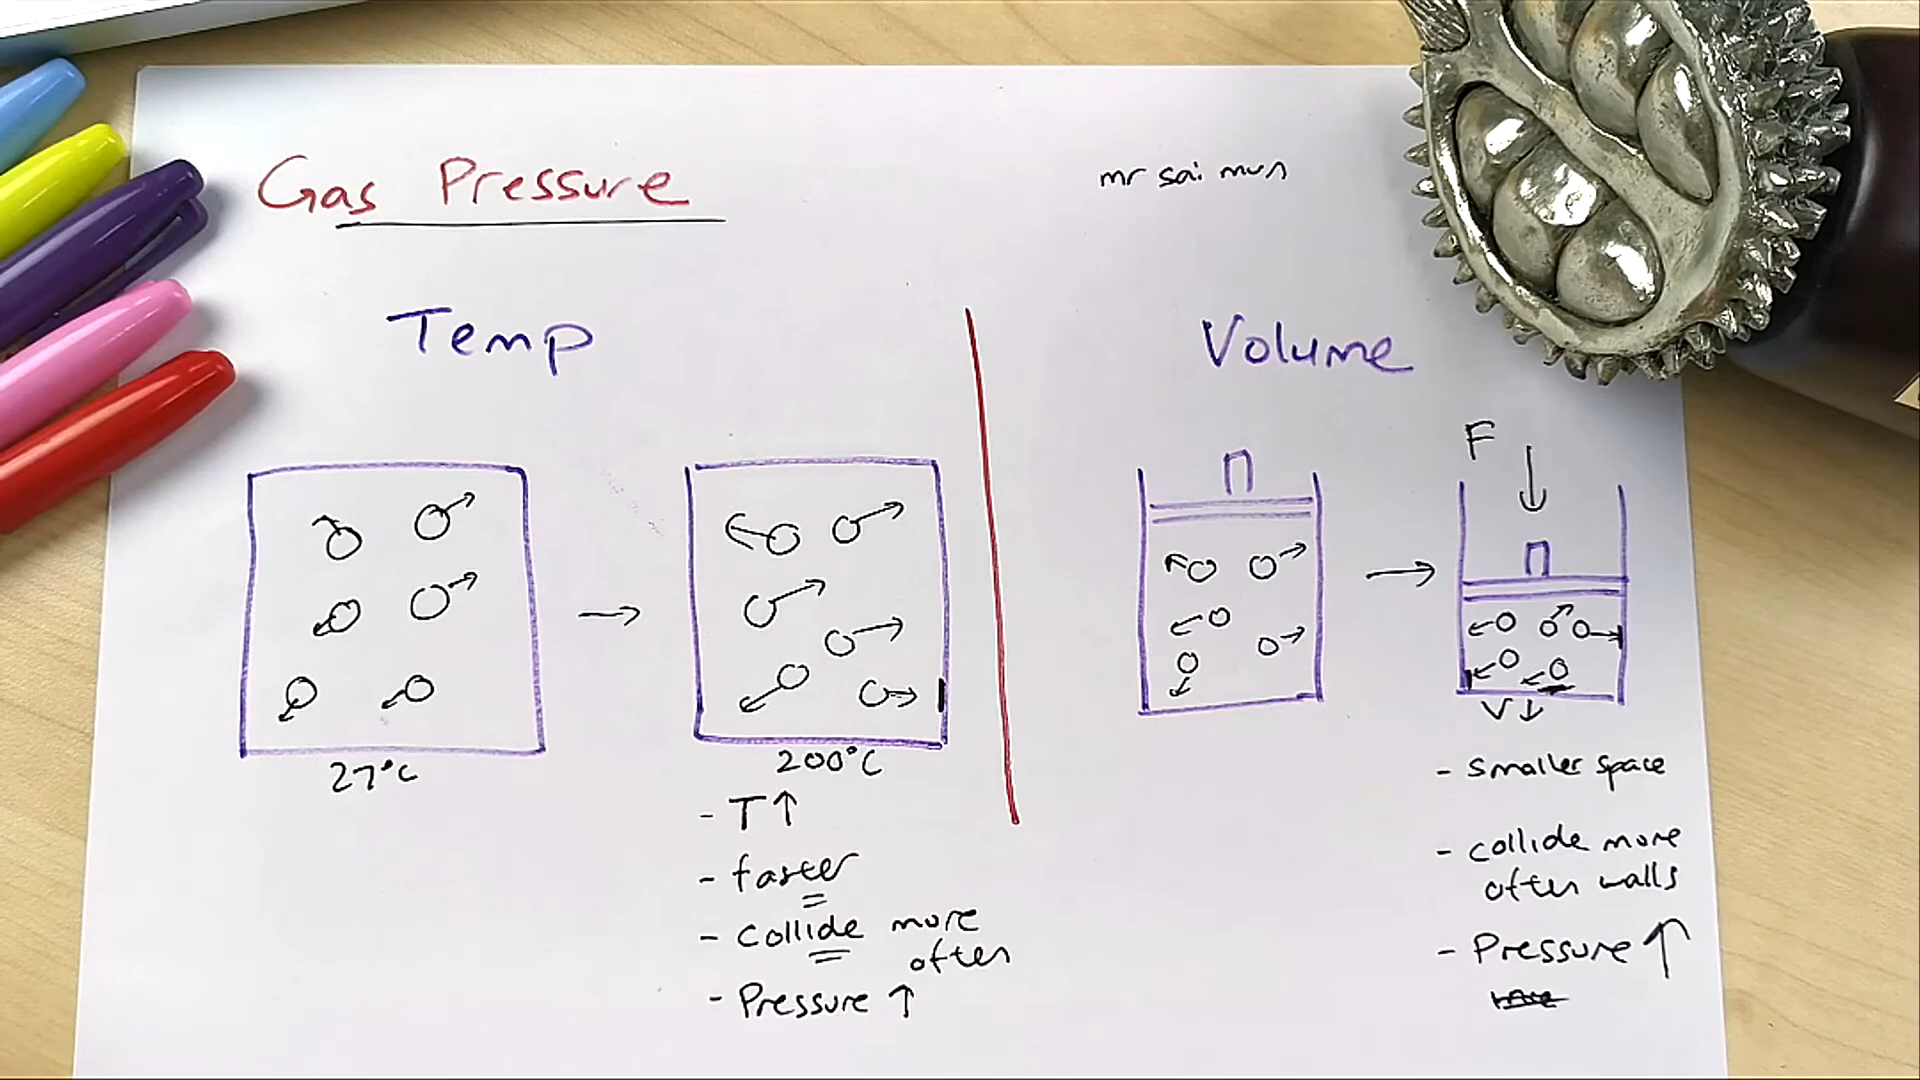 Gas Pressure
mr sai mun
Temp
Volume
F
27°C
200°C
- T↑
- faster
- Collide more
often
- Pressure ↑
V↓
- smaller space
- collide more
often walls
- Pressure ↑